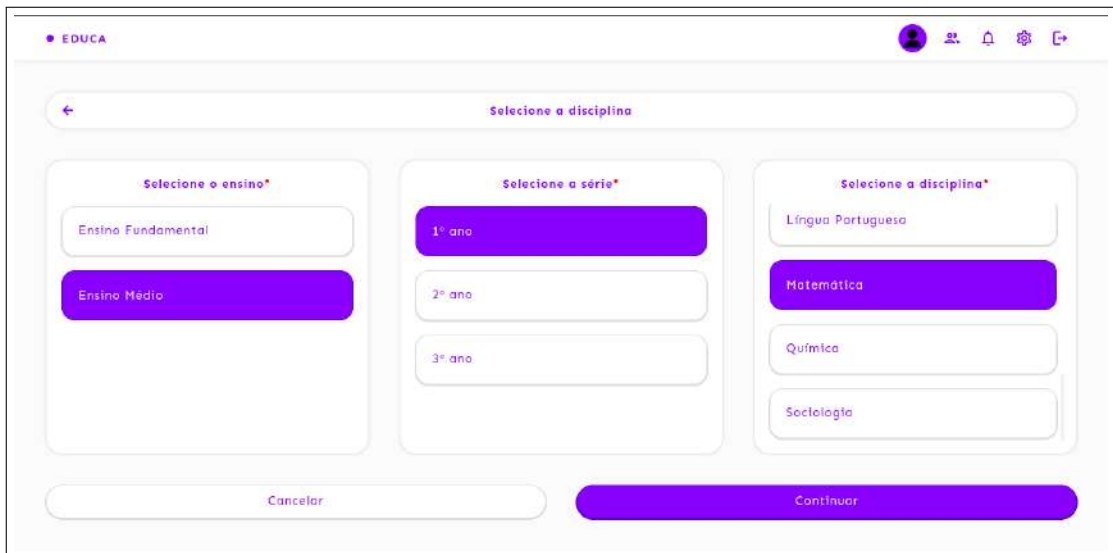 EDUCA
Selecione a disciplina
Selecione o ensino*
Ensino Fundamental
Ensino Médio
Selecione a série*
1º ano
2º ano
3º ano
Selecione a disciplina*
Língua Portuguesa
Matemática
Química
Sociologia
Cancelar
Continuar